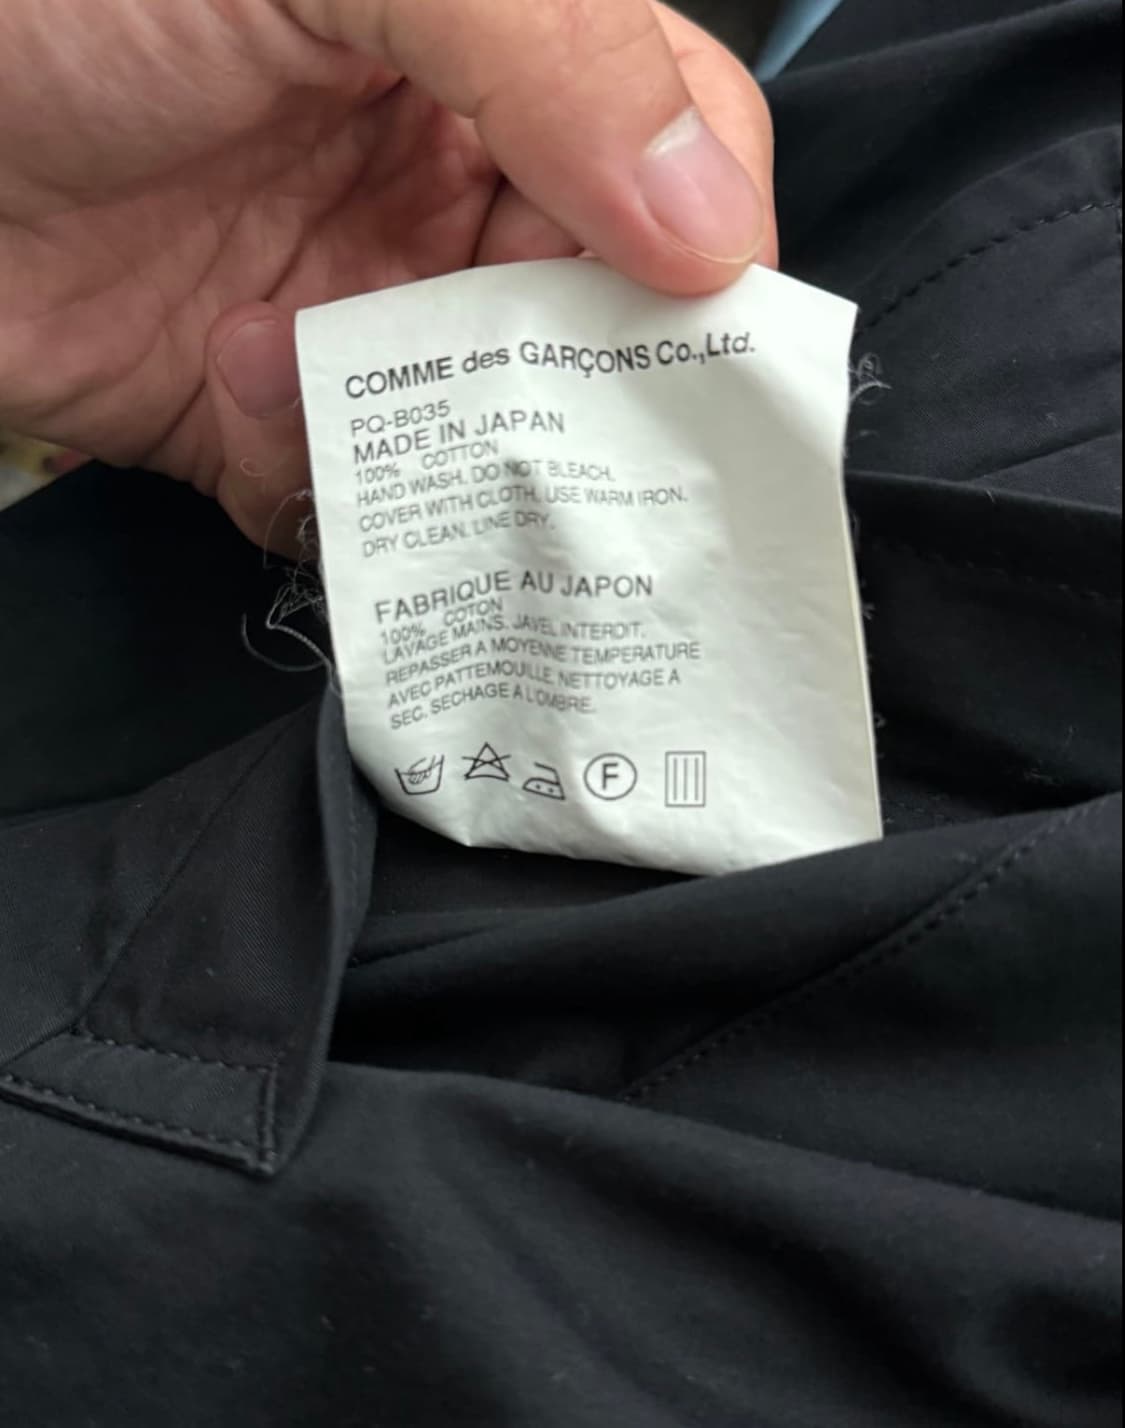 COMME des GARÇONS Co.,Ltd.
PQ-B035
MADE IN JAPAN
100% COTTON
HAND WASH. DO NOT BLEACH.
COVER WITH CLOTH. USE WARM IRON.
DRY CLEAN. LINE DRY.
FABRIQUE AU JAPON
100% COTON
LAVAGE MAINS. JAVEL INTERDIT.
REPASSER A MOYENNE TEMPERATURE
AVEC PATTEMOUILLE. NETTOYAGE A
SEC. SECHAGE A L'OMBRE.
F